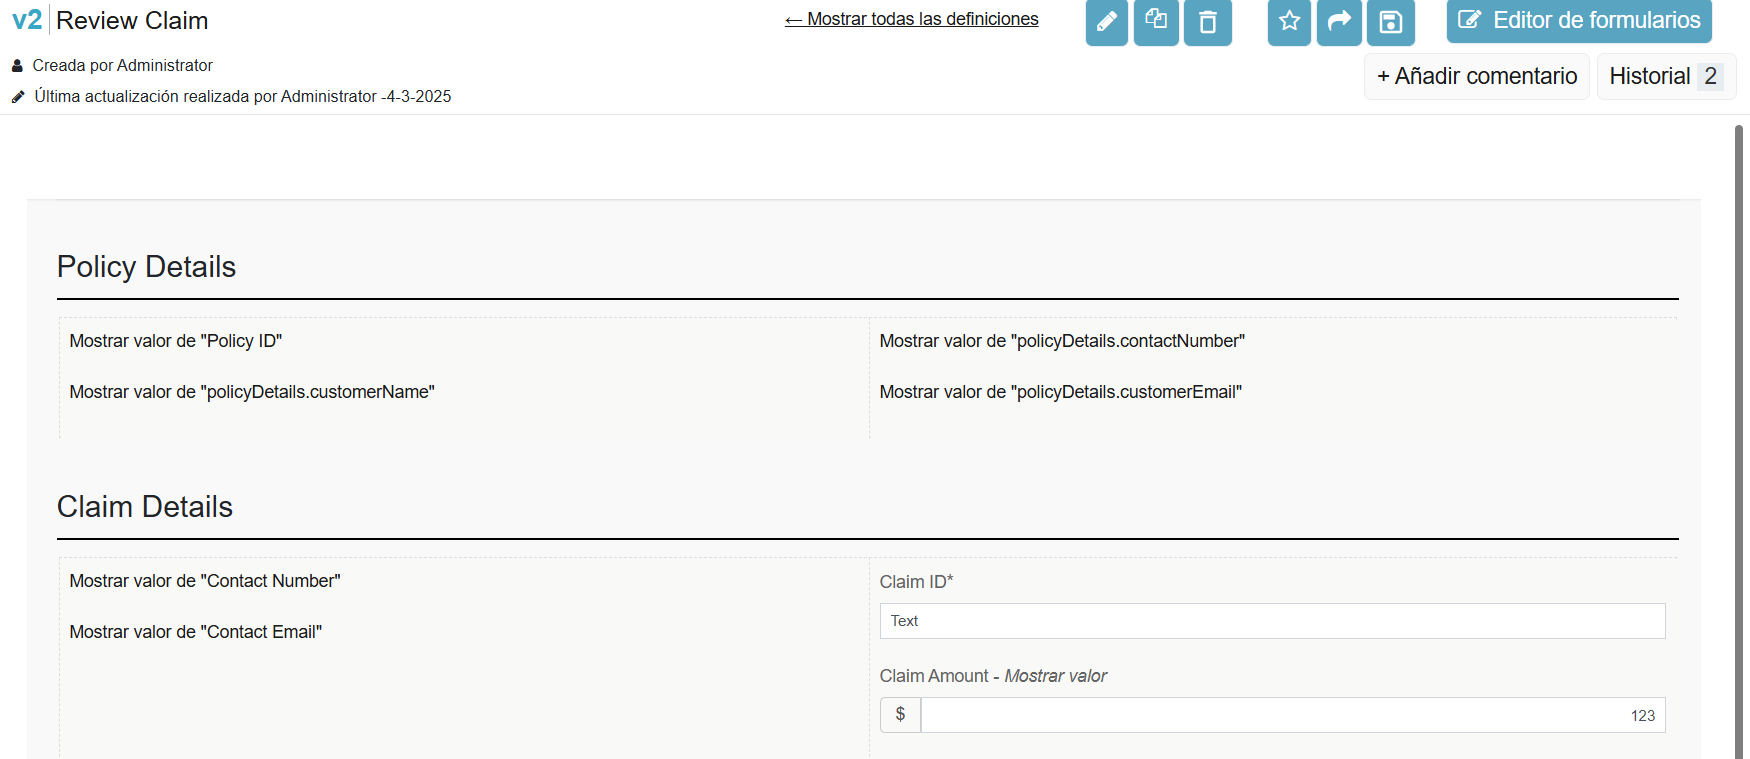 v2 Review Claim
← Mostrar todas las definiciones
Editor de formularios
Creada por Administrator
Última actualización realizada por Administrator -4-3-2025
+ Añadir comentario
Historial 2
Policy Details
Mostrar valor de "Policy ID"
Mostrar valor de "policyDetails.contactNumber"
Mostrar valor de "policyDetails.customerName"
Mostrar valor de "policyDetails.customerEmail"
Claim Details
Mostrar valor de "Contact Number"
Mostrar valor de "Contact Email"
Claim ID*
Text
Claim Amount - Mostrar valor
$ 123